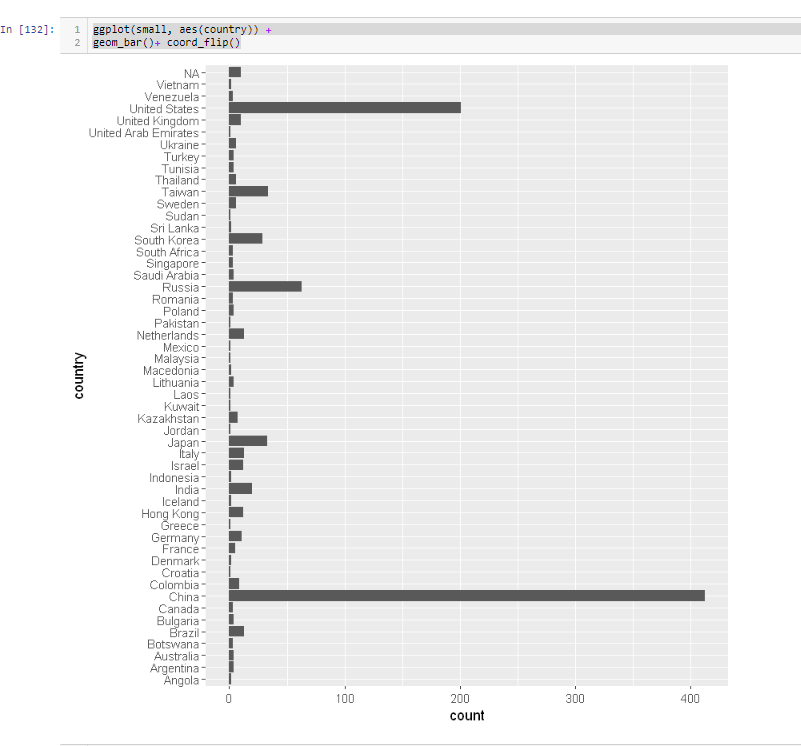 In [132]:
1 ggplot(small, aes(country)) +
2 geom_bar()+ coord_flip()
NA
Vietnam
Venezuela
United States
United Kingdom
United Arab Emirates
Ukraine
Turkey
Tunisia
Thailand
Taiwan
Sweden
Sudan
Sri Lanka
South Korea
South Africa
Singapore
Saudi Arabia
Russia
Romania
Poland
Pakistan
Netherlands
Mexico
Malaysia
Macedonia
Lithuania
Laos
Kuwait
Kazakhstan
Jordan
Japan
Italy
Israel
Indonesia
India
Iceland
Hong Kong
Greece
Germany
France
Denmark
Croatia
Colombia
China
Canada
Bulgaria
Brazil
Botswana
Australia
Argentina
Angola
country
0 100 200 300 400
count